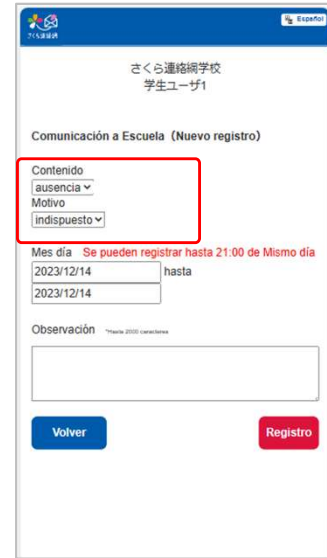 さくら連絡網
Español
さくら連絡網学校
学生ユーザ1
Comunicación a Escuela（Nuevo registro）
Contenido
ausencia
Motivo
indispuesto
Mes día Se pueden registrar hasta 21:00 de Mismo día
2023/12/14 hasta
2023/12/14
Observación *Hasta 2000 caracteres
Volver Registro